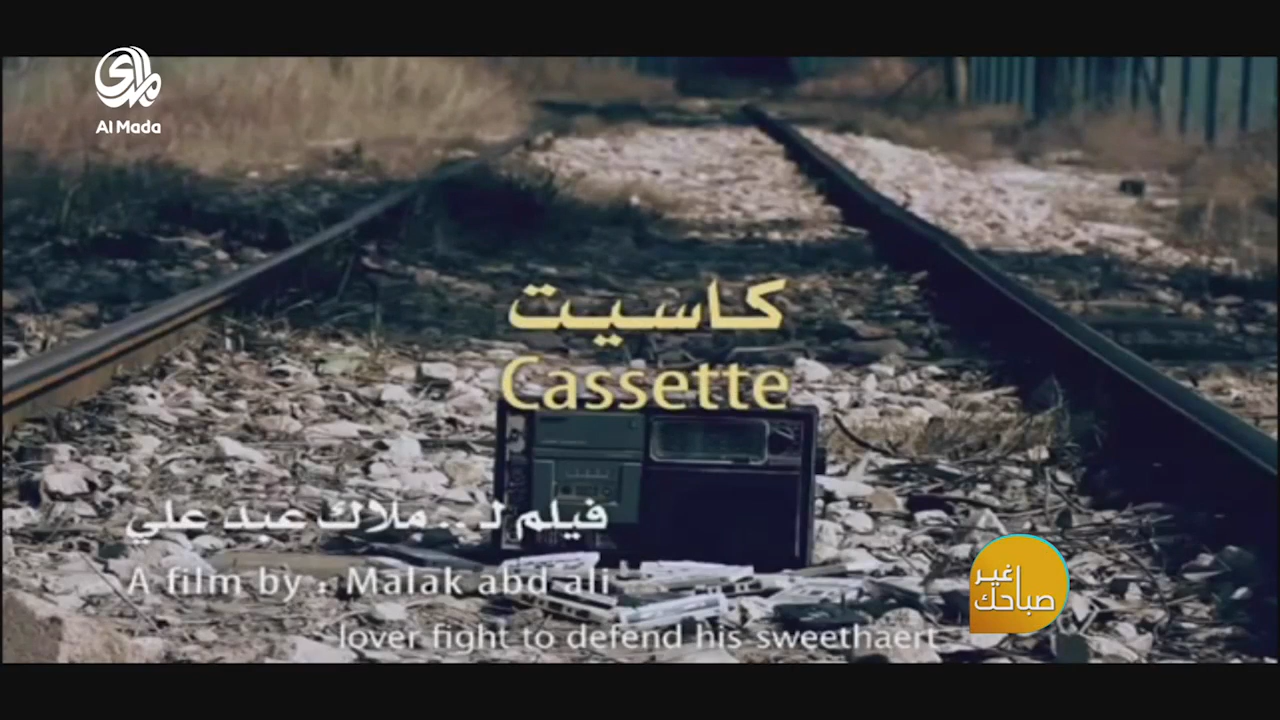 مدى
Al Mada
كاسيت
Cassette
فيلم لـ .. ملاك عبد علي
A film by : Malak abd ali
lover fight to defend his sweethaert
غير
صباحك